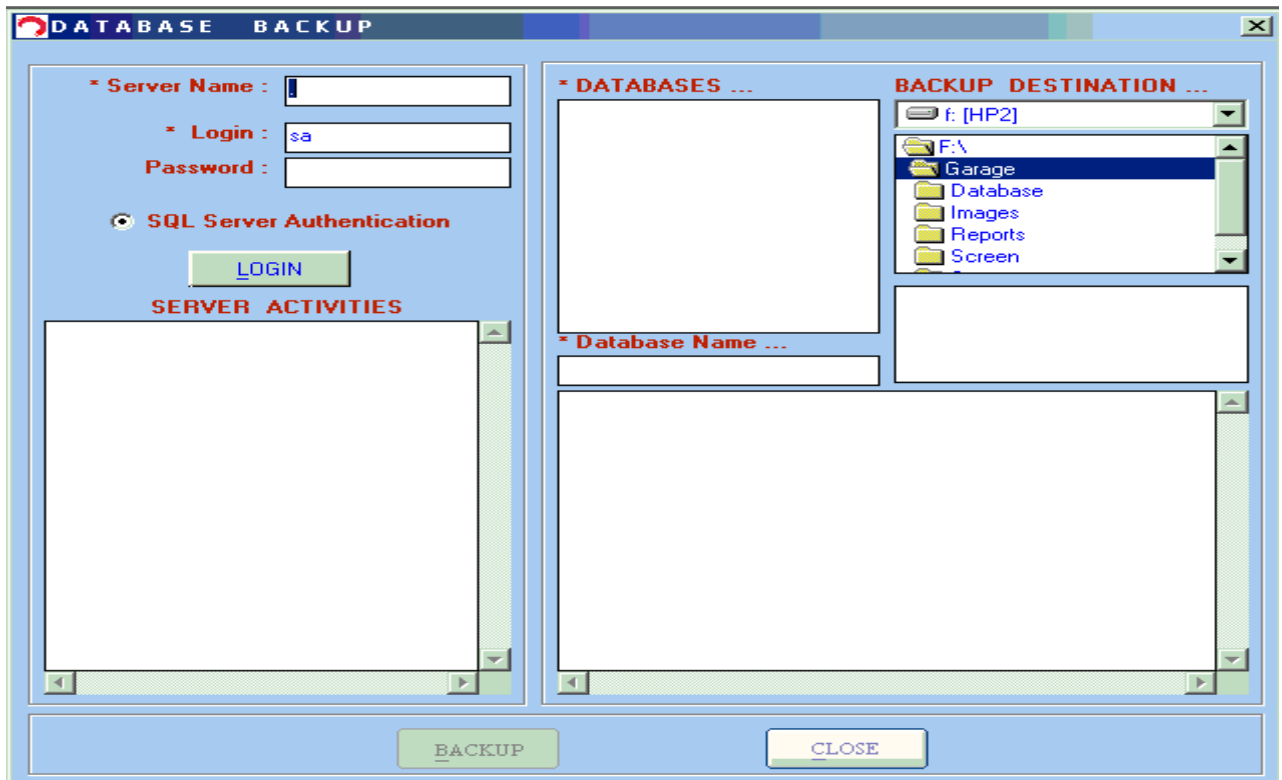 DATABASE BACKUP
* Server Name : .
* Login : sa
Password :
SQL Server Authentication
LOGIN
SERVER ACTIVITIES
* DATABASES ...
* Database Name ...
BACKUP DESTINATION ...
f: [HP2]
F:\
Garage
Database
Images
Reports
Screen
BACKUP
CLOSE